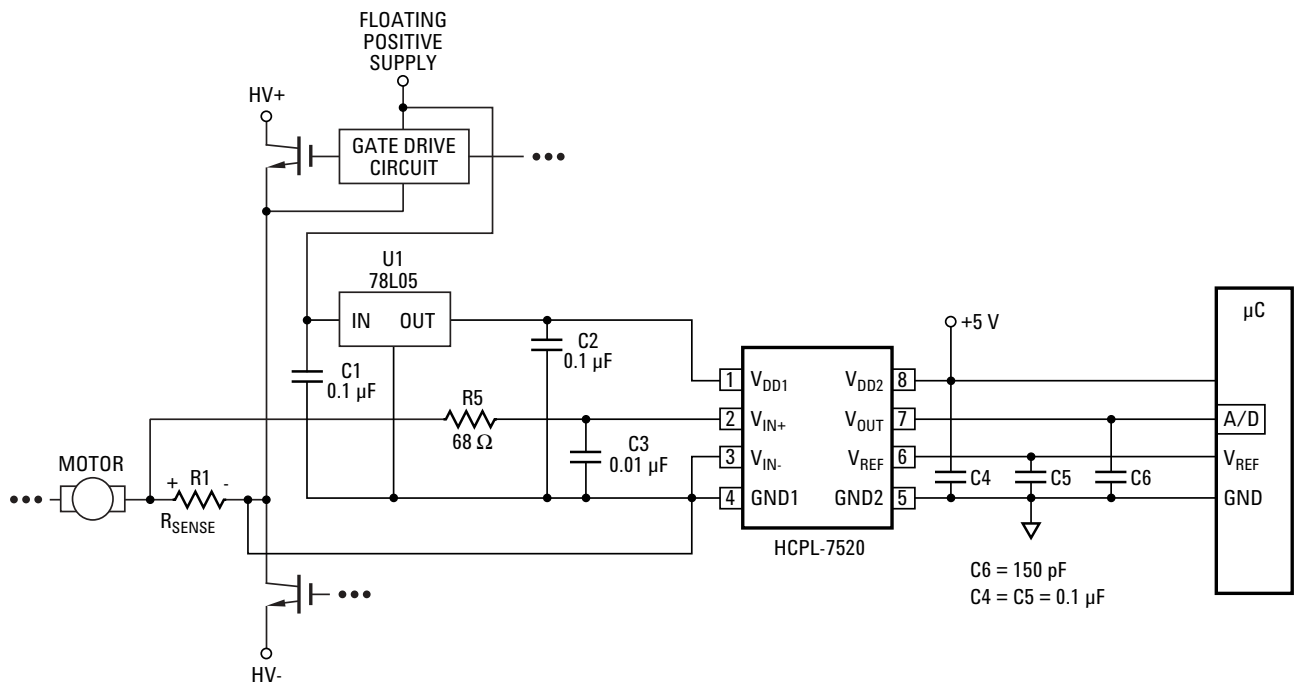 FLOATING
POSITIVE
SUPPLY
HV+
GATE DRIVE
CIRCUIT
•••
U1
78L05
IN OUT
C1
0.1 µF
C2
0.1 µF
R5
68 Ω
C3
0.01 µF
MOTOR
•••
+ R1 -
RSENSE
•••
HV-
1 VDD1
2 VIN+
3 VIN-
4 GND1
VDD2 8
VOUT 7
VREF 6
GND2 5
HCPL-7520
+5 V
C4
C5
C6
C6 = 150 pF
C4 = C5 = 0.1 µF
µC
A/D
VREF
GND